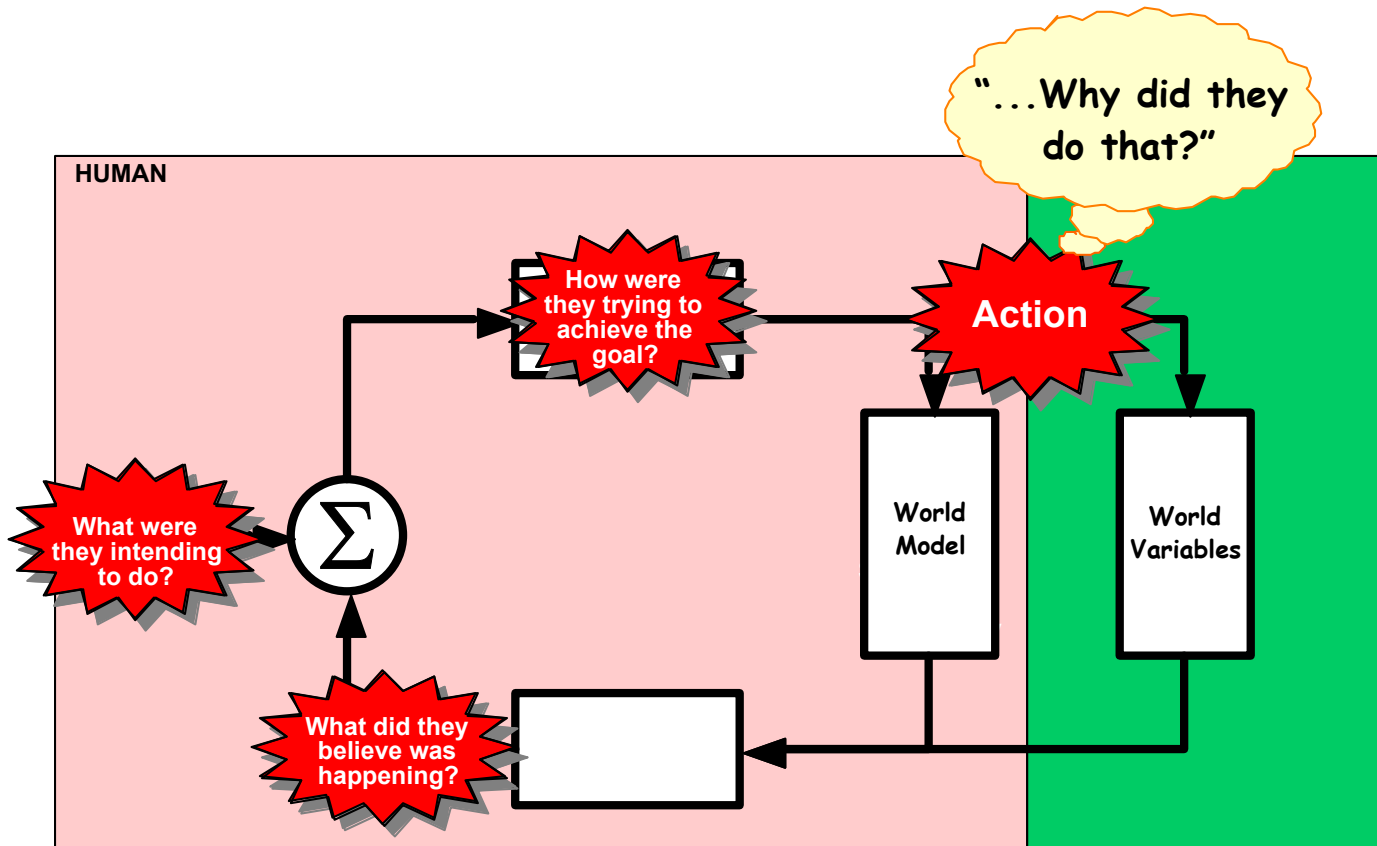 “...Why did they
do that?”
HUMAN
How were
they trying to
achieve the
goal?
Action
What were
they intending
to do?
Σ
World
Model
World
Variables
What did they
believe was
happening?